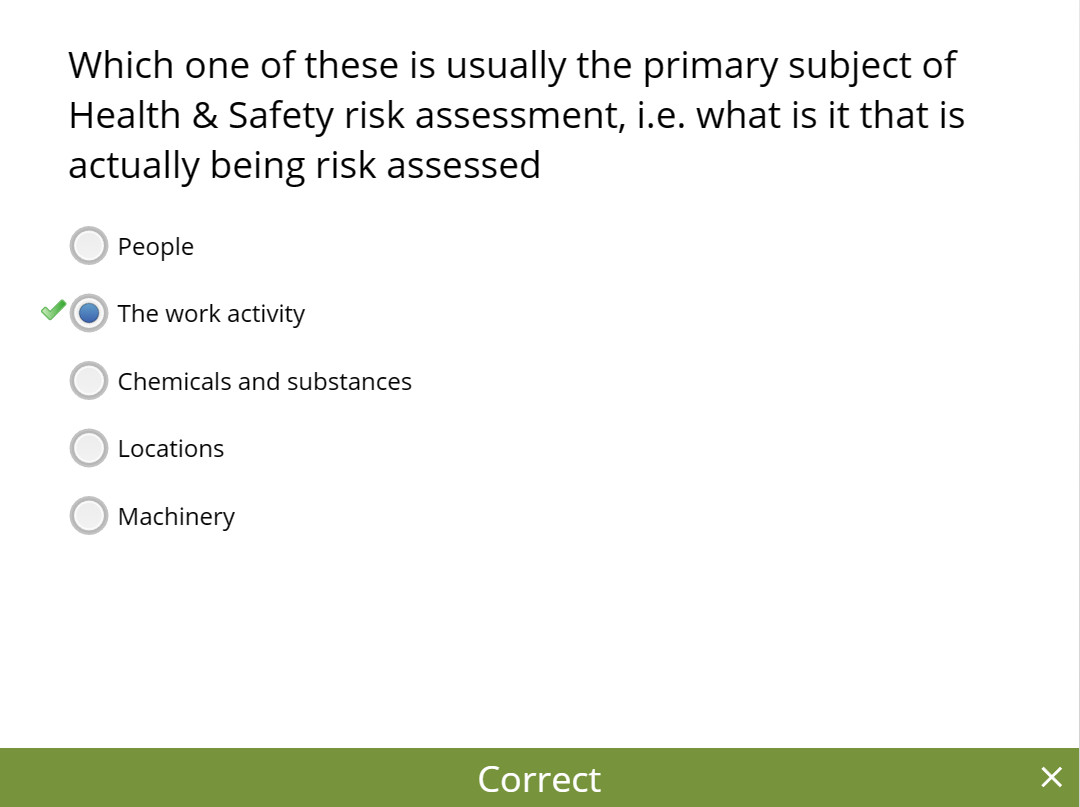 Which one of these is usually the primary subject of
Health & Safety risk assessment, i.e. what is it that is
actually being risk assessed
People
The work activity
Chemicals and substances
Locations
Machinery
Correct